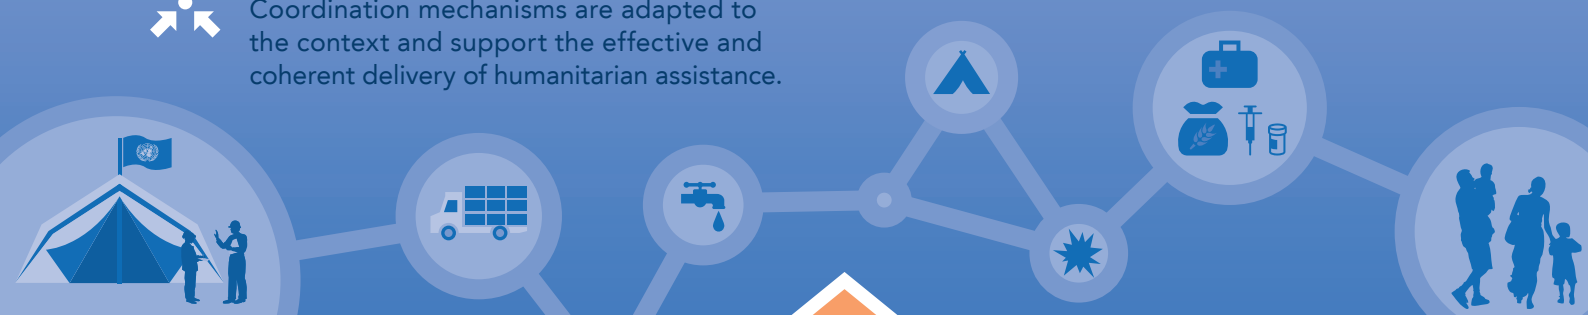 Coordination mechanisms are adapted to
the context and support the effective and
coherent delivery of humanitarian assistance.